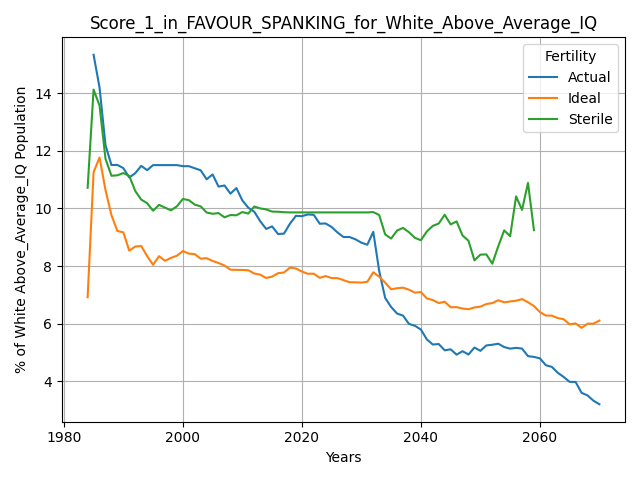 Score_1_in_FAVOUR_SPANKING_for_White_Above_Average_IQ
Fertility
Actual
Ideal
Sterile
% of White Above_Average_IQ Population
14
12
10
8
6
4
1980
2000
2020
2040
2060
Years